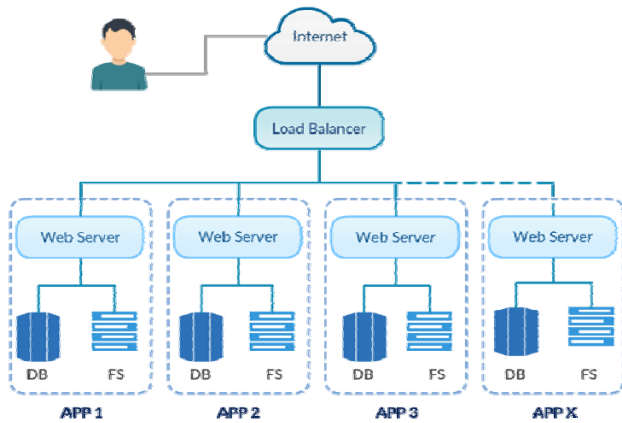 Internet
Load Balancer
Web Server
Web Server
Web Server
Web Server
DB FS
DB FS
DB FS
DB FS
APP 1
APP 2
APP 3
APP X